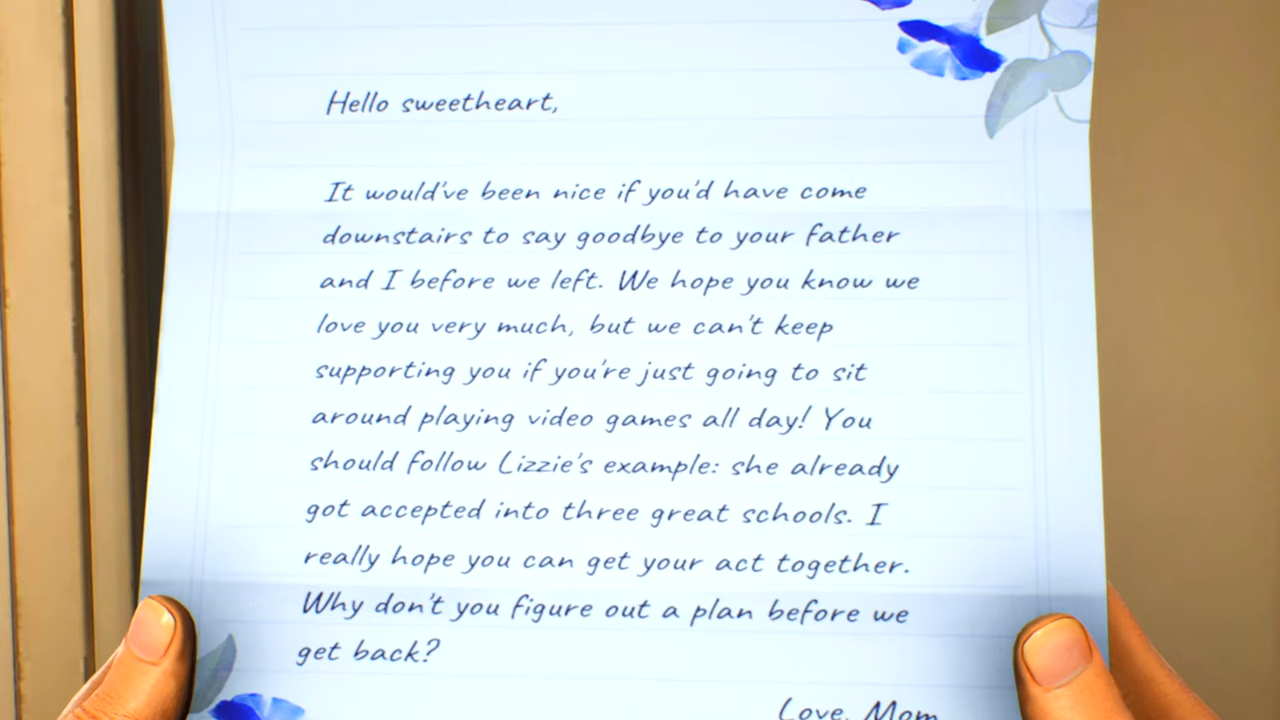 Hello sweetheart,
It would've been nice if you'd have come
downstairs to say goodbye to your father
and I before we left. We hope you know we
love you very much, but we can't keep
supporting you if you're just going to sit
around playing video games all day! You
should follow Lizzie's example: she already
got accepted into three great schools. I
really hope you can get your act together.
Why don't you figure out a plan before we
get back?
Love, Mom